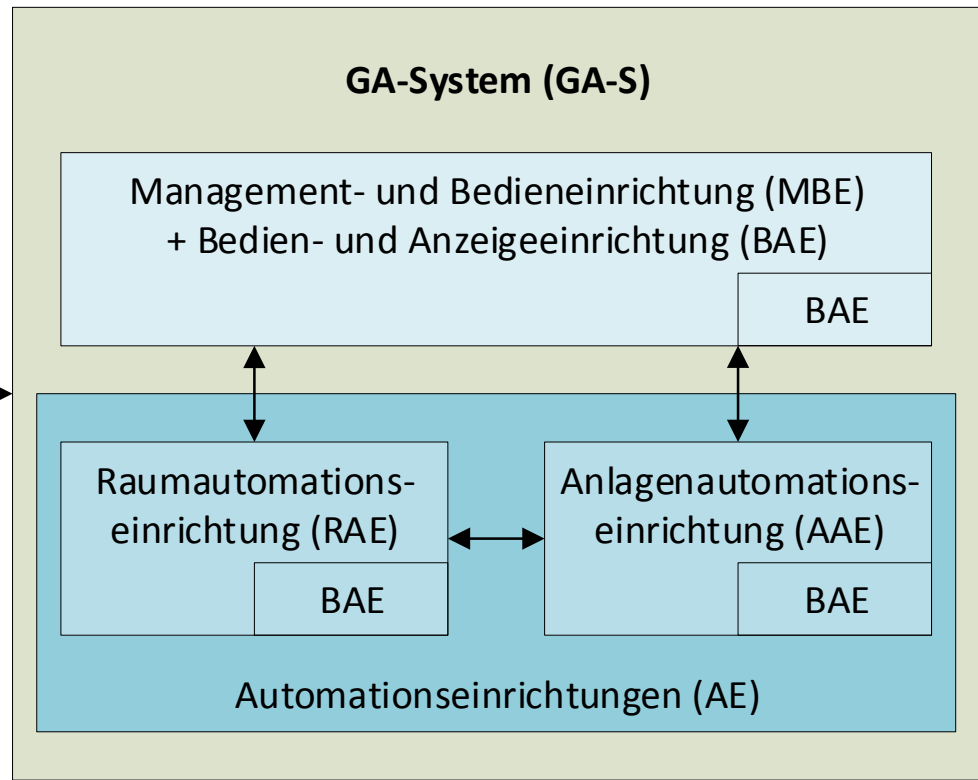 GA-System (GA-S)
Management- und Bedieneinrichtung (MBE)
+ Bedien- und Anzeigeeinrichtung (BAE)
BAE
Raumautomations-
einrichtung (RAE)
BAE
Anlagenautomations-
einrichtung (AAE)
BAE
Automationseinrichtungen (AE)